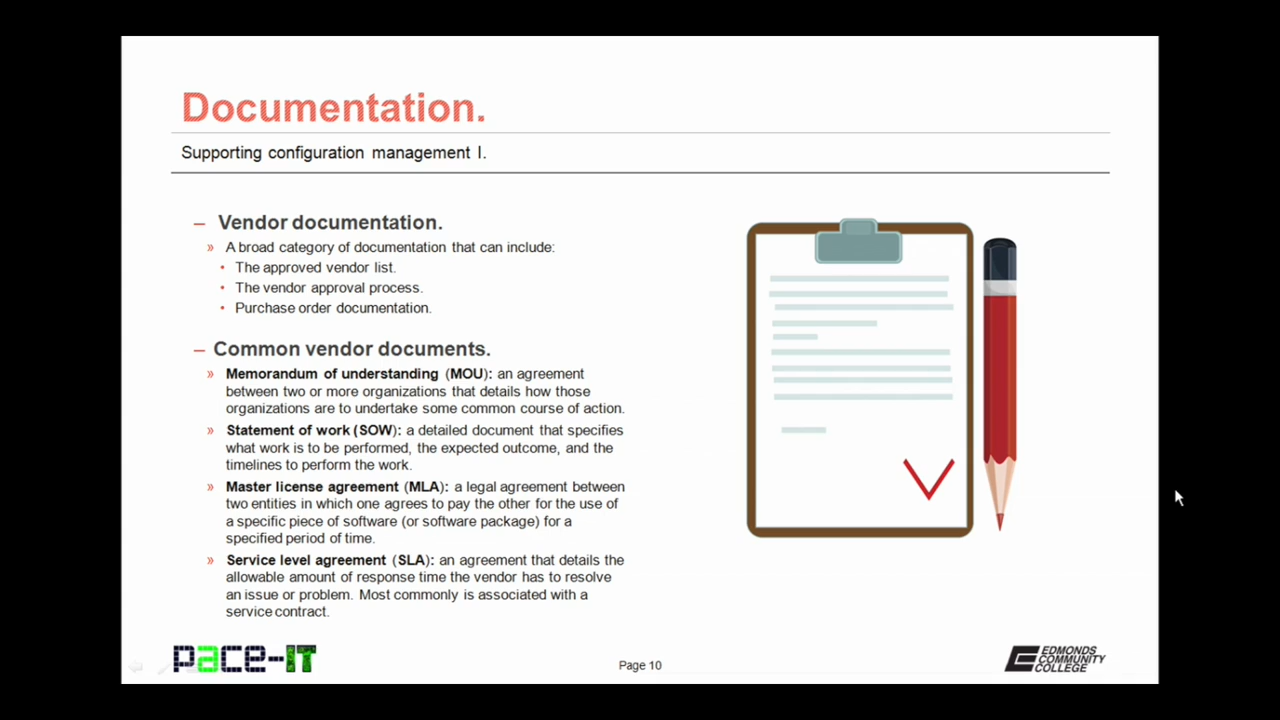 Documentation.
Supporting configuration management I.
– Vendor documentation.
» A broad category of documentation that can include:
• The approved vendor list.
• The vendor approval process.
• Purchase order documentation.
– Common vendor documents.
» Memorandum of understanding (MOU): an agreement
between two or more organizations that details how those
organizations are to undertake some common course of action.
» Statement of work (SOW): a detailed document that specifies
what work is to be performed, the expected outcome, and the
timelines to perform the work.
» Master license agreement (MLA): a legal agreement between
two entities in which one agrees to pay the other for the use of
a specific piece of software (or software package) for a
specified period of time.
» Service level agreement (SLA): an agreement that details the
allowable amount of response time the vendor has to resolve
an issue or problem. Most commonly is associated with a
service contract.
pace-IT
Page 10
EDMONDS
COMMUNITY
COLLEGE